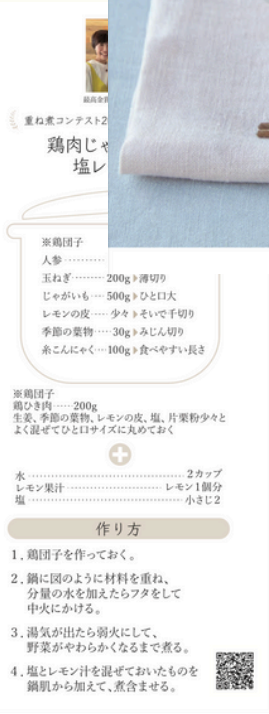 最高金賞
重ね煮コンテスト2
鶏肉じゃ
塩レ
※鶏団子
人参
玉ねぎ……… 200g▶薄切り
じゃがいも… 500g▶ひと口大
レモンの皮…… 少々▶そいで千切り
季節の葉物…… 30g▶みじん切り
糸こんにゃく… 100g▶食べやすい長さ
※鶏団子
鶏ひき肉 …… 200g
生姜、季節の葉物、レモンの皮、塩、片栗粉少々と
よく混ぜてひと口サイズに丸めておく
水 ……………………… 2カップ
レモン果汁 ……………… レモン1個分
塩 ……………………… 小さじ2
作り方
1. 鶏団子を作っておく。
2. 鍋に図のように材料を重ね、
分量の水を加えたらフタをして
中火にかける。
3. 湯気が出たら弱火にして、
野菜がやわらかくなるまで煮る。
4. 塩とレモン汁を混ぜておいたものを
鍋肌から加えて、煮含ませる。